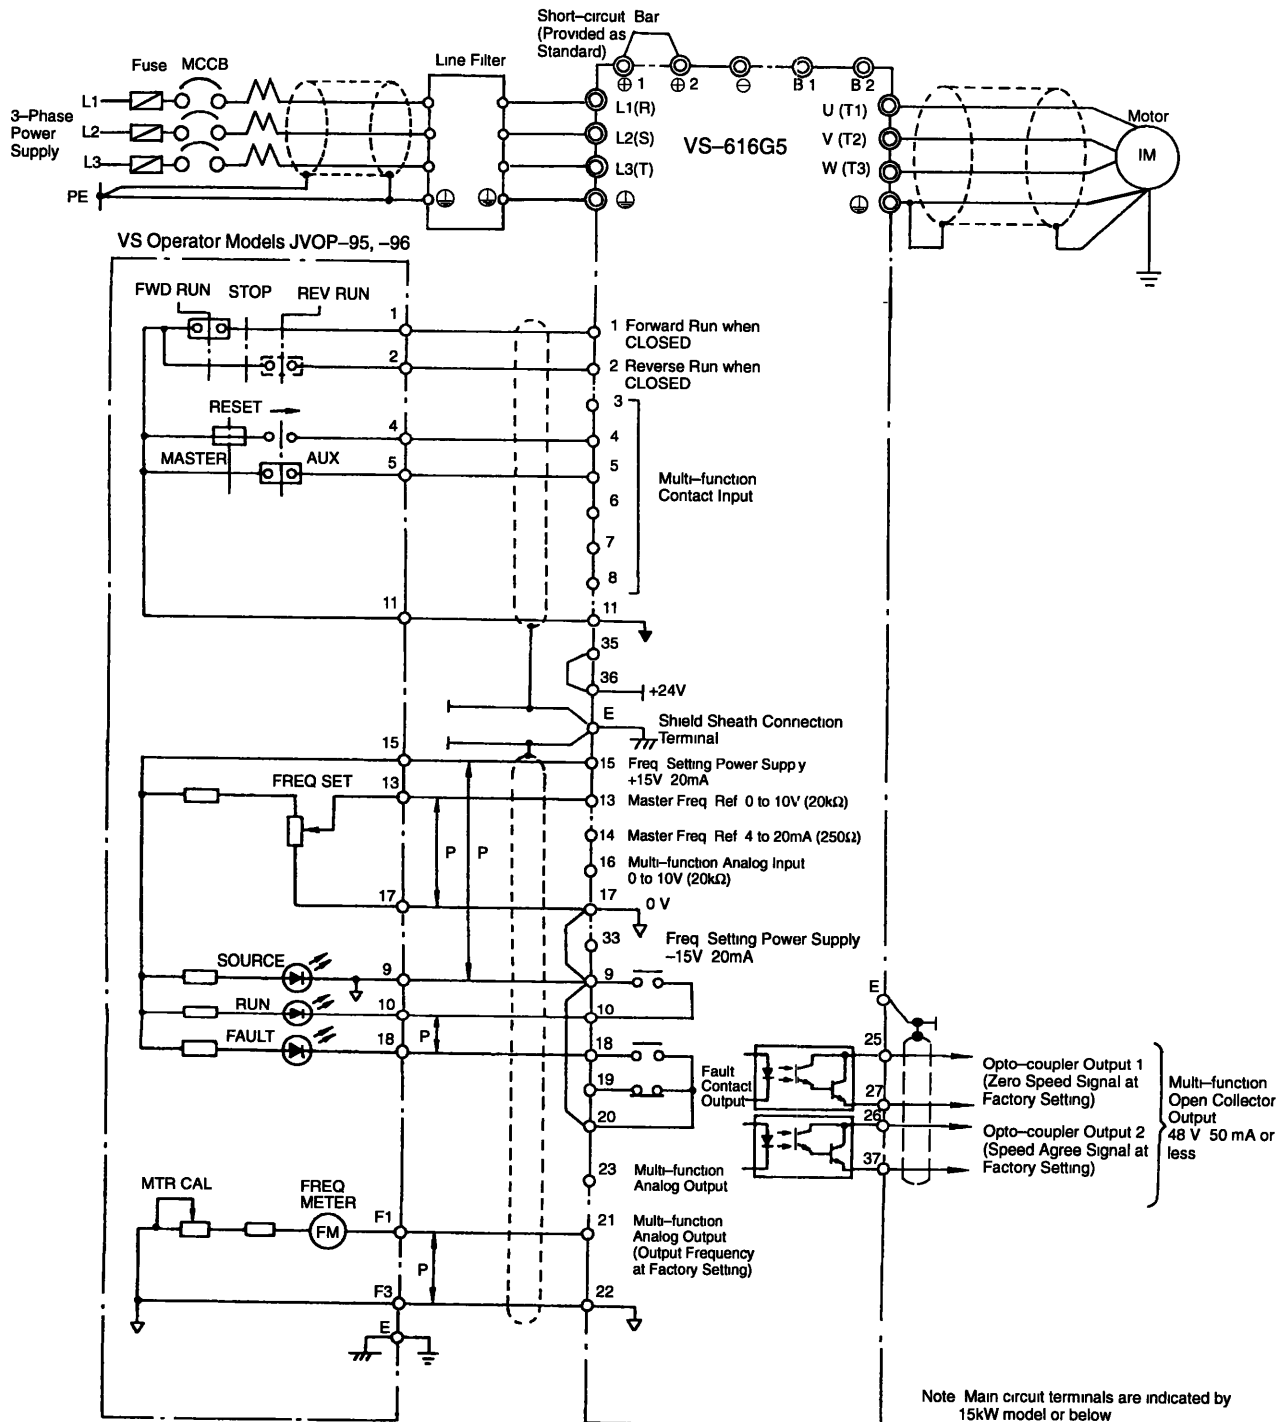 Short-circuit Bar
(Provided as
Standard)
Fuse MCCB
Line Filter
⊕ 1
⊕ 2
⊖
B 1
B 2
3-Phase
Power
Supply
L1
L2
L3
PE
L1(R)
L2(S)
L3(T)
VS-616G5
U (T1)
V (T2)
W (T3)
Motor
IM
VS Operator Models JVOP-95, -96
FWD RUN
STOP
REV RUN
1
1 Forward Run when
CLOSED
2
2 Reverse Run when
CLOSED
3
RESET
4
4
MASTER
AUX
5
5
6
7
8
Multi-function
Contact Input
11
11
35
36
+24V
E
Shield Sheath Connection
Terminal
15
15 Freq Setting Power Supp y
+15V 20mA
FREQ SET
13
13 Master Freq Ref 0 to 10V (20kΩ)
P
P
14 Master Freq Ref 4 to 20mA (250Ω)
16 Multi-function Analog Input
0 to 10V (20kΩ)
17
17
0 V
33
Freq Setting Power Supply
-15V 20mA
SOURCE
9
9
RUN
10
10
FAULT
18
P
18
19
20
Fault
Contact
Output
E
25
27
26
37
Opto-coupler Output 1
(Zero Speed Signal at
Factory Setting)
Opto-coupler Output 2
(Speed Agree Signal at
Factory Setting)
Multi-function
Open Collector
Output
48 V 50 mA or
less
23
Multi-function
Analog Output
MTR CAL
FREQ
METER
FM
F1
21
Multi-function
Analog Output
(Output Frequency
at Factory Setting)
P
F3
22
E
Note Main circuit terminals are indicated by
15kW model or below